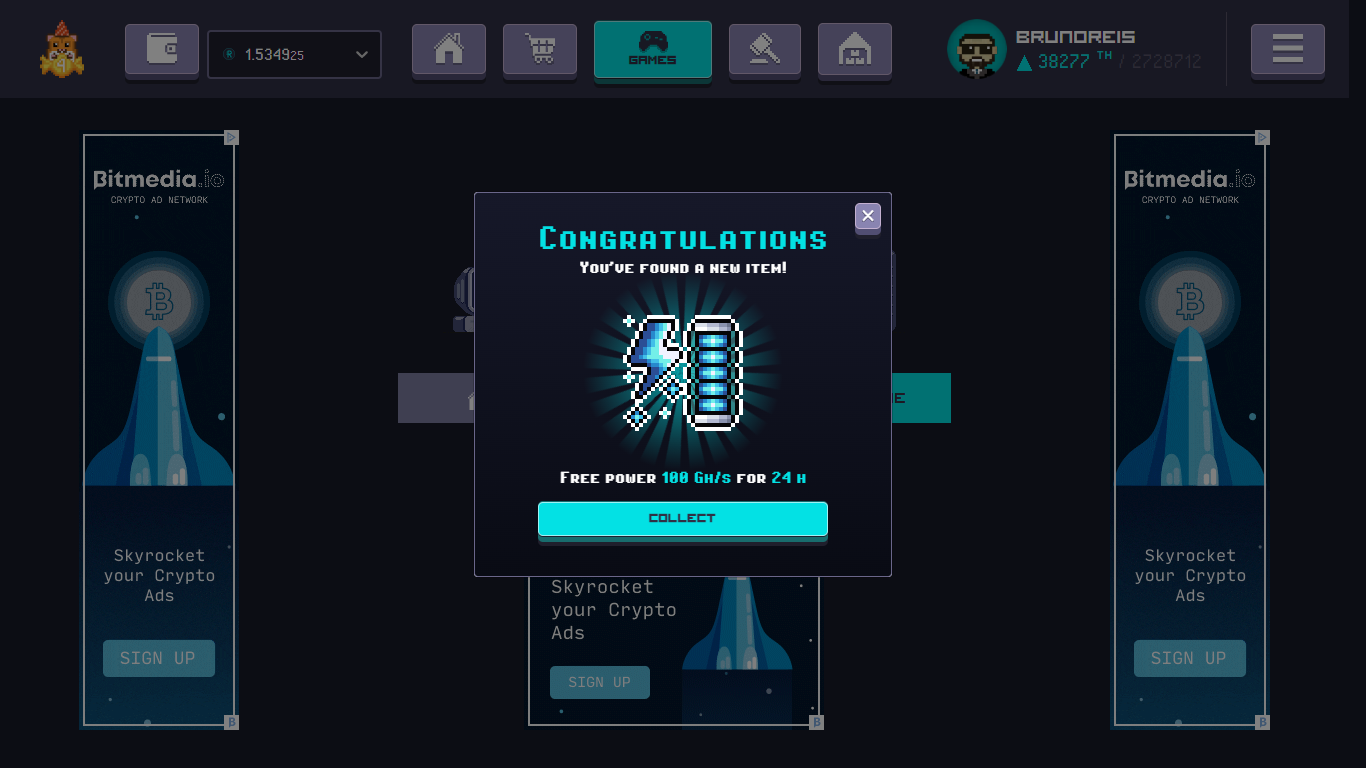 1.534925
GAMES
BRUNOREIS
38277 TH / 2728712
Bitmedia.io
CRYPTO AD NETWORK
Skyrocket
your Crypto
Ads
SIGN UP
CONGRATULATIONS
YOU'VE FOUND A NEW ITEM!
FREE POWER 100 GH/S FOR 24 H
COLLECT
Skyrocket
your Crypto
Ads
SIGN UP
Bitmedia.io
CRYPTO AD NETWORK
Skyrocket
your Crypto
Ads
SIGN UP